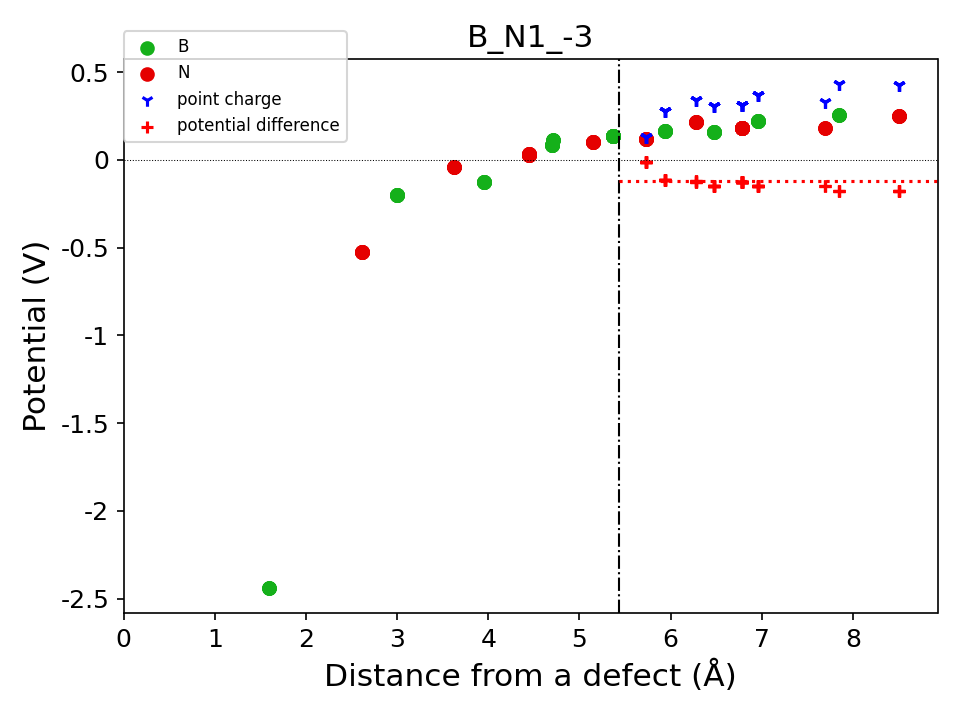 B_N1_-3
B
N
point charge
potential difference
0.5
0
-0.5
-1
-1.5
-2
-2.5
Potential (V)
0 1 2 3 4 5 6 7 8
Distance from a defect (Å)